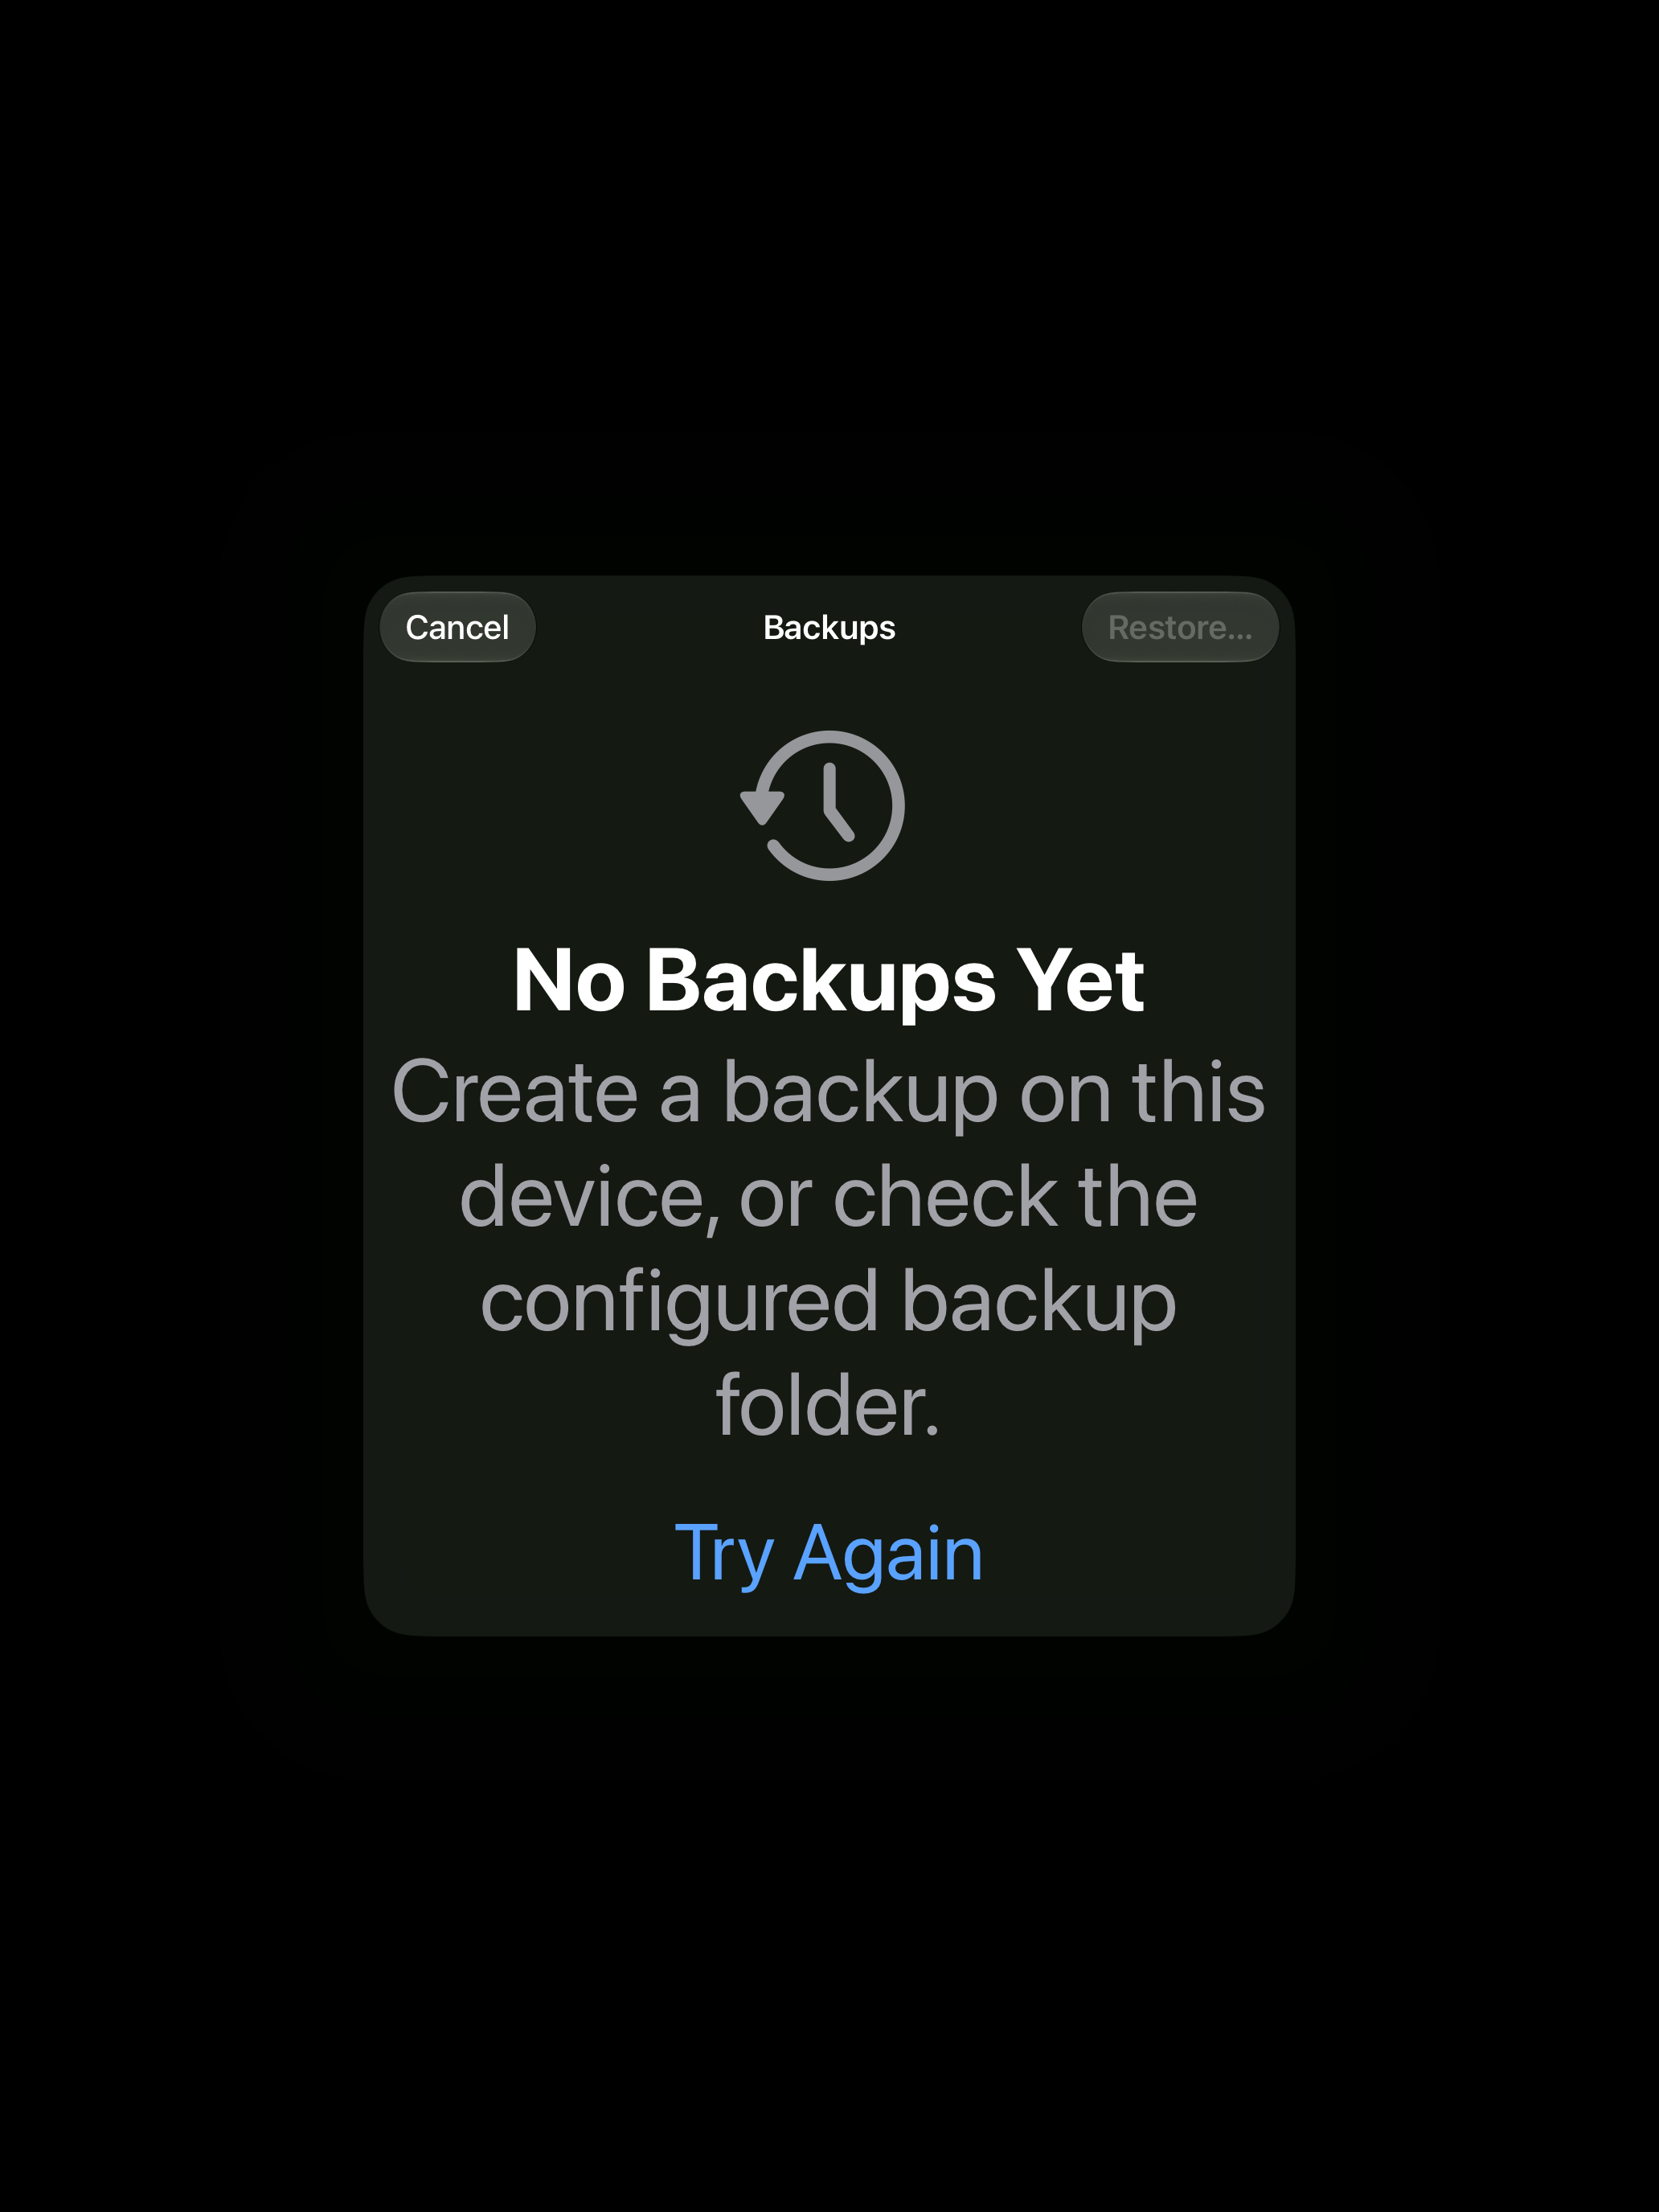 Cancel
Backups
Restore...
No Backups Yet
Create a backup on this
device, or check the
configured backup
folder.
Try Again